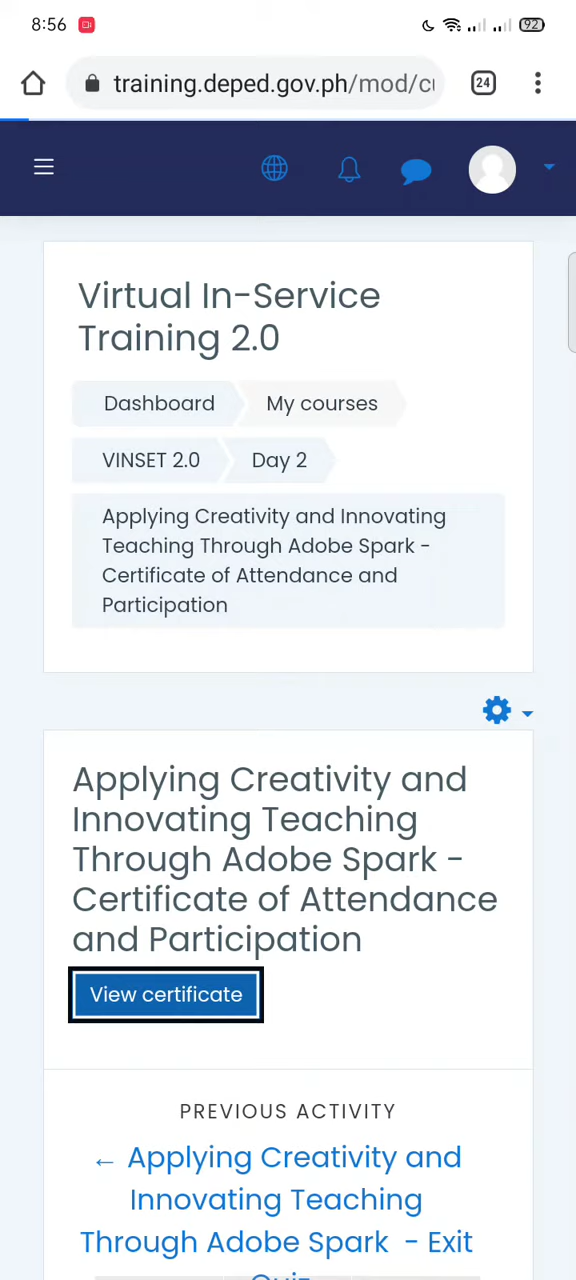 8:56
92
training.deped.gov.ph/mod/cu
24
Virtual In-Service
Training 2.0
Dashboard
My courses
VINSET 2.0
Day 2
Applying Creativity and Innovating
Teaching Through Adobe Spark -
Certificate of Attendance and
Participation
Applying Creativity and
Innovating Teaching
Through Adobe Spark -
Certificate of Attendance
and Participation
View certificate
PREVIOUS ACTIVITY
← Applying Creativity and
Innovating Teaching
Through Adobe Spark - Exit
Quiz